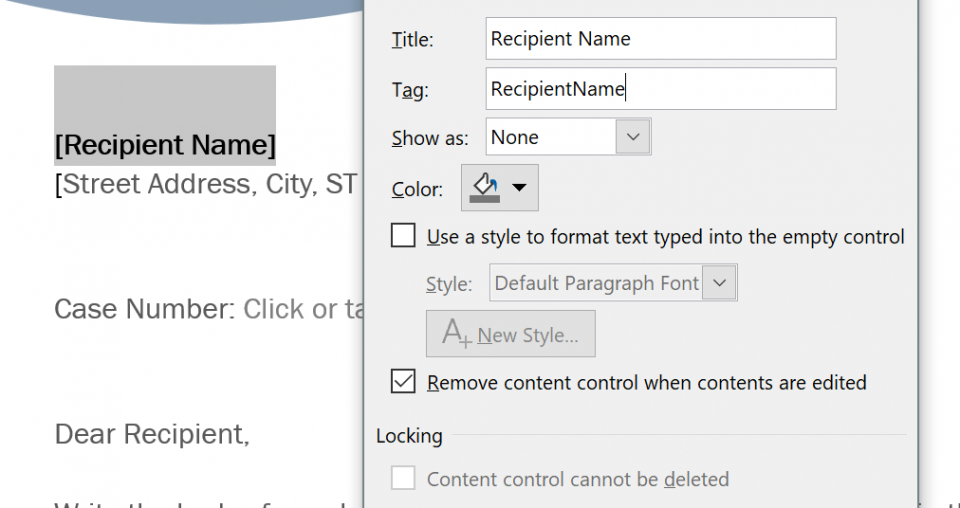 [Recipient Name]
[Street Address, City, ST
Case Number: Click or ta
Dear Recipient,
Title: Recipient Name
Tag: RecipientName
Show as: None
Color:
Use a style to format text typed into the empty control
Style: Default Paragraph Font
New Style...
Remove content control when contents are edited
Locking
Content control cannot be deleted